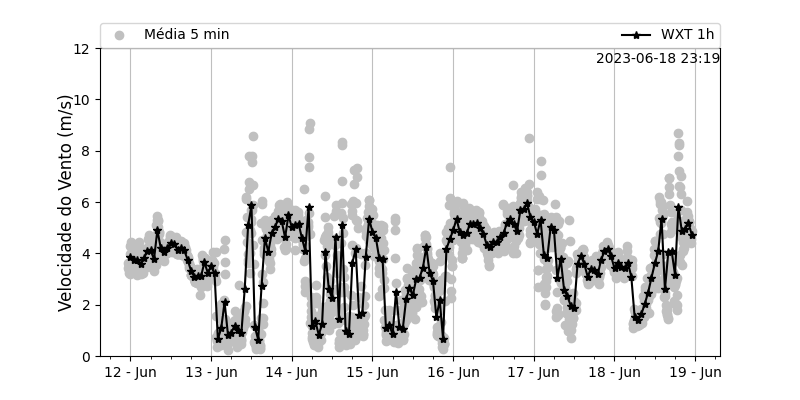 Média 5 min
WXT 1h
2023-06-18 23:19
Velocidade do Vento (m/s)
12
10
8
6
4
2
0
12 - Jun
13 - Jun
14 - Jun
15 - Jun
16 - Jun
17 - Jun
18 - Jun
19 - Jun